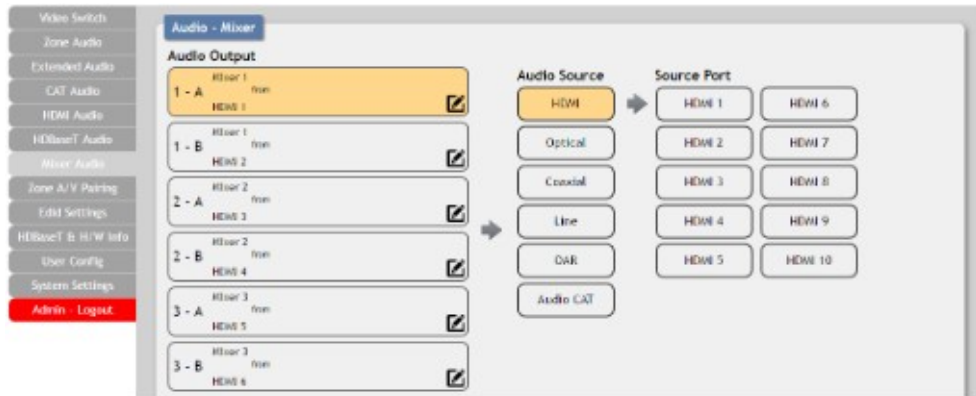 Video Switch
Zone Audio
Extended Audio
CAT Audio
HDMI Audio
HDBaseT Audio
Mixer Audio
Zone A/V Pairing
Edid Settings
HDBaseT & H/W Info
User Config
System Settings
Admin - Logout
Audio - Mixer
Audio Output
1 - A
Mixer 1
from
HDMI 1
1 - B
Mixer 1
from
HDMI 2
2 - A
Mixer 2
from
HDMI 3
2 - B
Mixer 2
from
HDMI 4
3 - A
Mixer 3
from
HDMI 5
3 - B
Mixer 3
from
HDMI 6
Audio Source
HDMI
Optical
Coaxial
Line
OAR
Audio CAT
Source Port
HDMI 1
HDMI 6
HDMI 2
HDMI 7
HDMI 3
HDMI 8
HDMI 4
HDMI 9
HDMI 5
HDMI 10